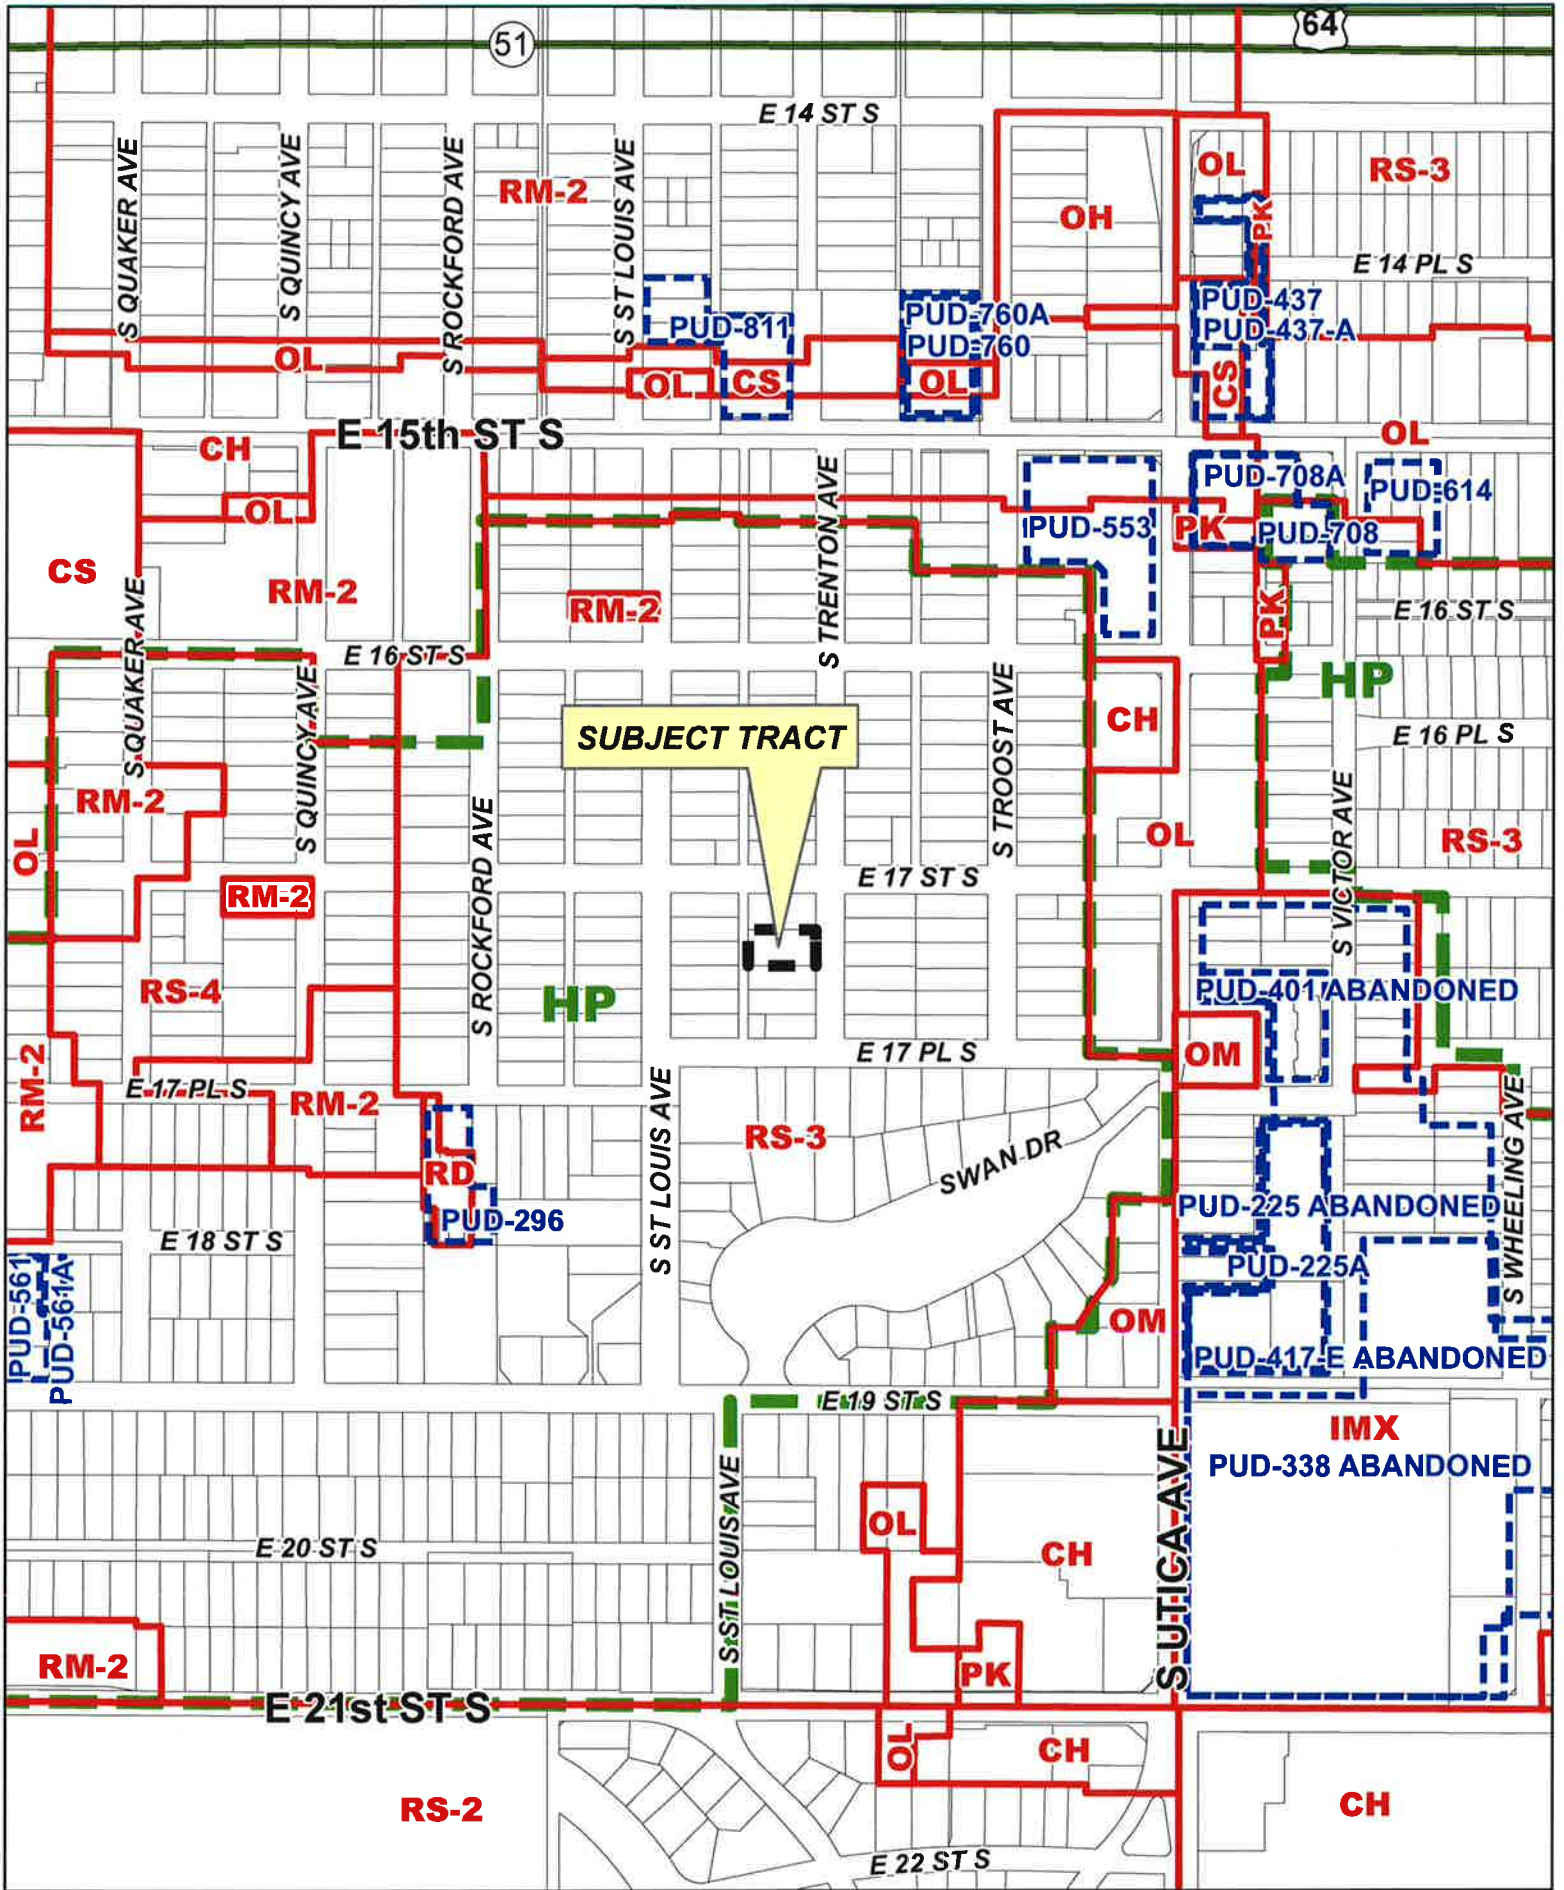 51
64
E 14 ST S
S QUAKER AVE
S QUINCY AVE
S ROCKFORD AVE
S ST LOUIS AVE
RM-2
OH
OL
PK
RS-3
E 14 PL S
PUD-811
PUD-760A
PUD-760
PUD-437
PUD-437-A
OL
OL
CS
OL
CS
OL
CH
E 15th ST S
OL
PUD-708A
PUD-614
S TRENTON AVE
PUD-553
PK
PUD-708
CS
RM-2
RM-2
PK
E 16 ST S
S QUAKER AVE
E 16 ST S
S QUINCY AVE
HP
S TROOST AVE
CH
SUBJECT TRACT
E 16 PL S
RM-2
OL
S ROCKFORD AVE
OL
S VICTOR AVE
RS-3
RM-2
E 17 ST S
RS-4
HP
PUD-401 ABANDONED
RM-2
E 17 PL S
OM
E 17 PL S
RM-2
S ST LOUIS AVE
RS-3
SWAN DR
S WHEELING AVE
RD
PUD-296
PUD-225 ABANDONED
E 18 ST S
PUD-225A
PUD-561
PUD-561A
OM
PUD-417-E ABANDONED
E 19 ST S
IMX
PUD-338 ABANDONED
S ST LOUIS AVE
S UTICA AVE
OL
E 20 ST S
CH
RM-2
PK
E 21st ST S
OL
CH
RS-2
CH
E 22 ST S